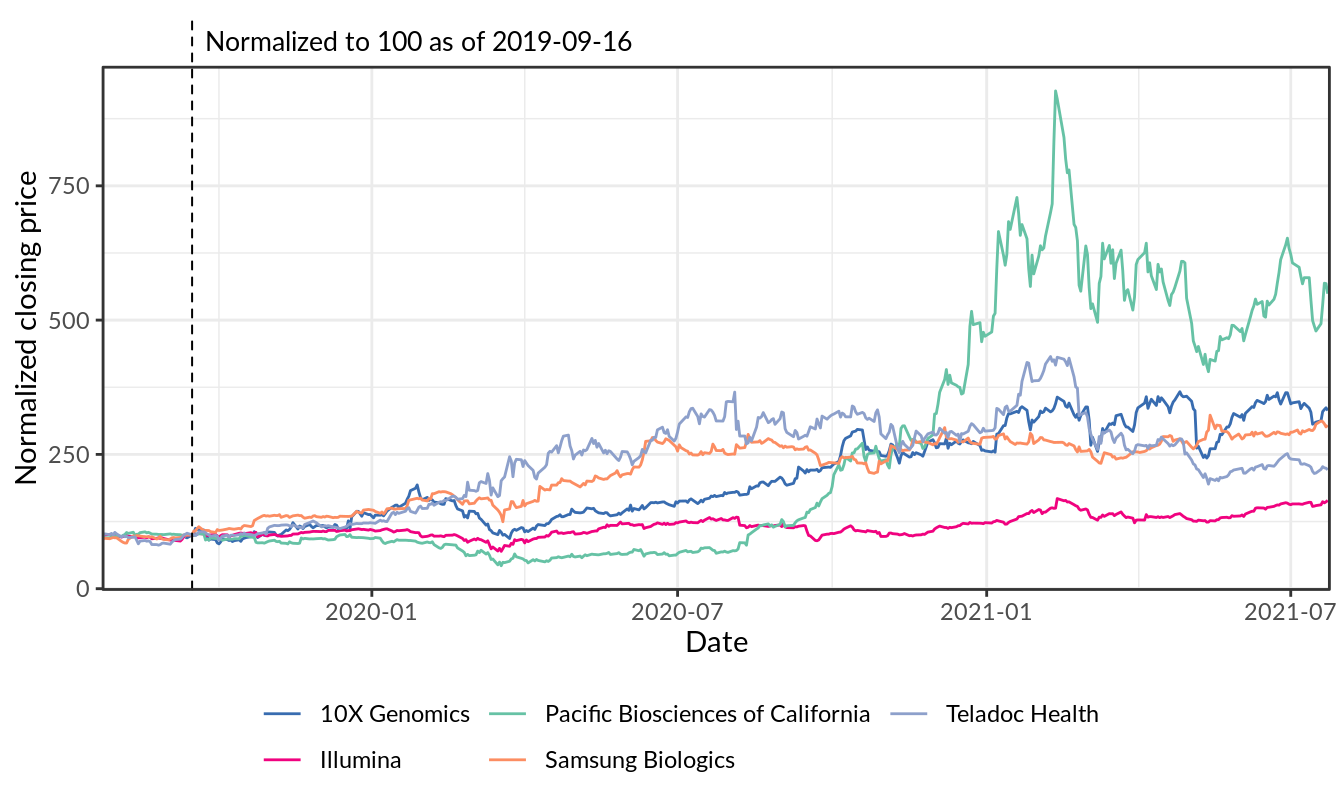 Normalized to 100 as of 2019-09-16
Normalized closing price
750
500
250
0
2020-01
2020-07
2021-01
2021-07
Date
10X Genomics
Pacific Biosciences of California
Teladoc Health
Illumina
Samsung Biologics